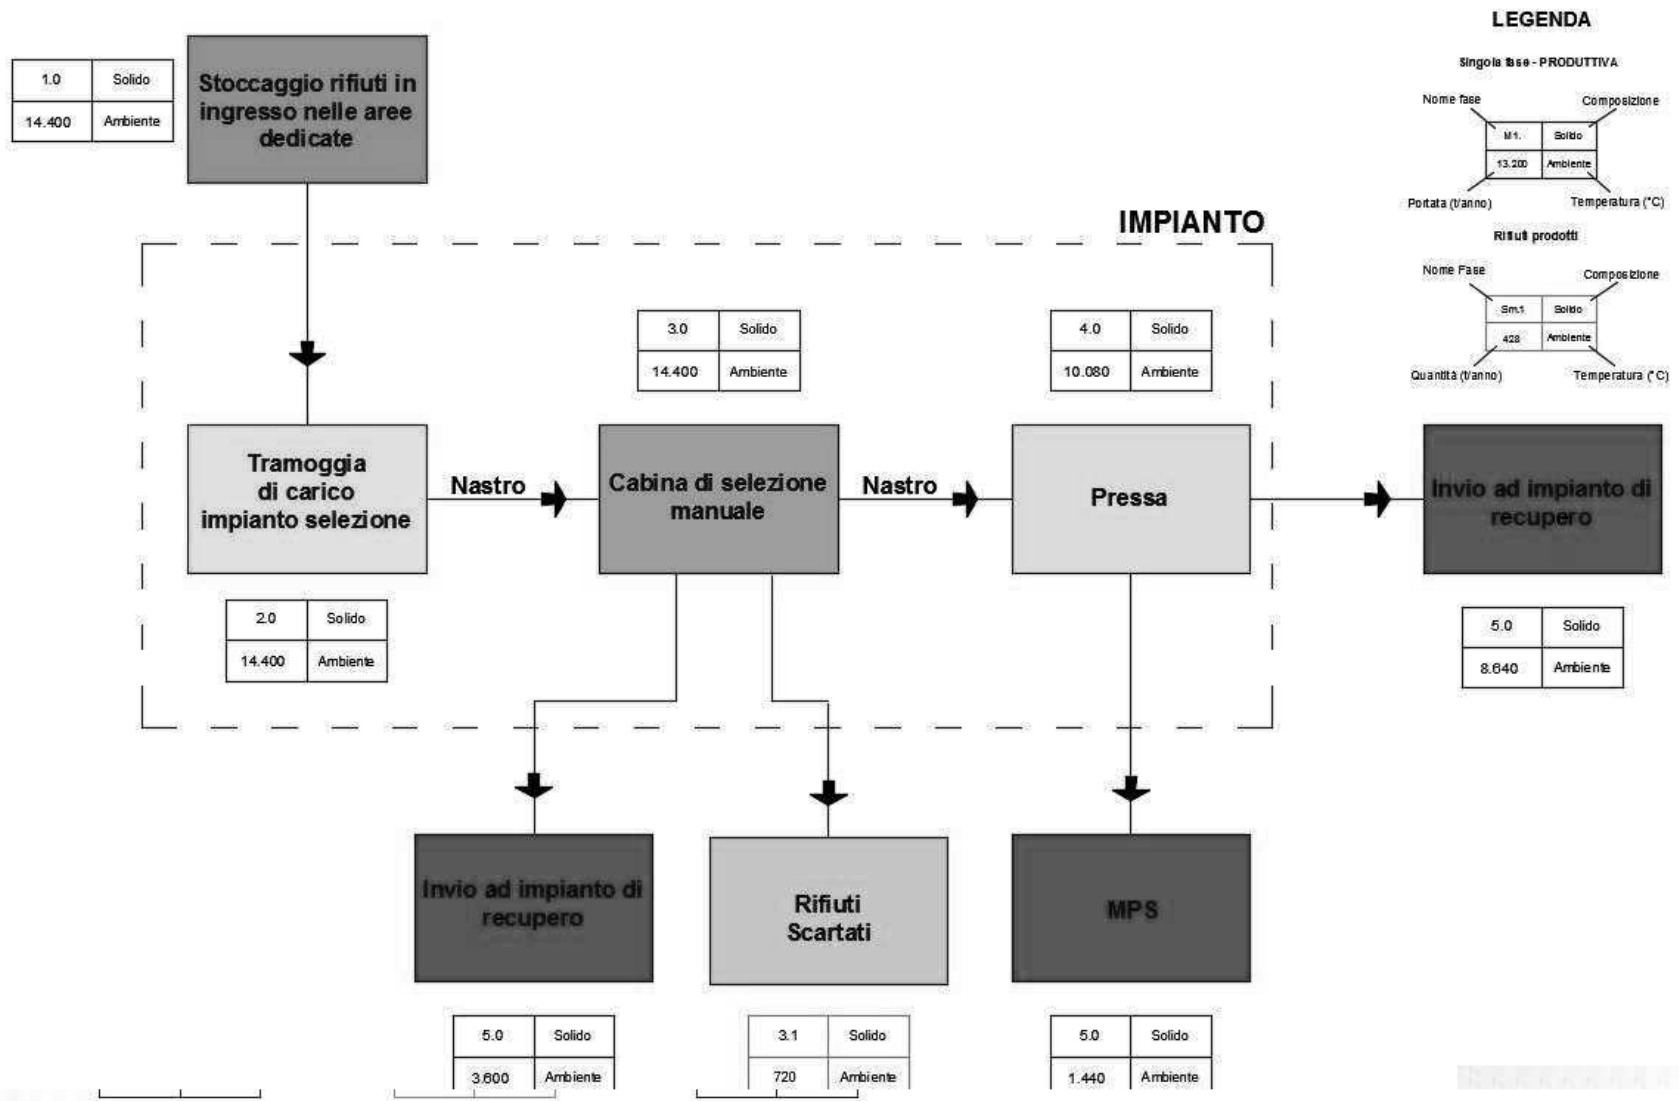 LEGENDA
Singola fase - PRODUTTIVA
Nome fase
Composizione
M1.
Solido
13.200
Ambiente
Portata (t/anno)
Temperatura (°C)
Rifiuti prodotti
Nome Fase
Composizione
Sm.1
Solido
428
Ambiente
Quantità (t/anno)
Temperatura (°C)
1.0
Solido
14.400
Ambiente
Stoccaggio rifiuti in
ingresso nelle aree
dedicate
IMPIANTO
3.0
Solido
14.400
Ambiente
4.0
Solido
10.080
Ambiente
Tramoggia
di carico
impianto selezione
Nastro
Cabina di selezione
manuale
Nastro
Pressa
Invio ad impianto di
recupero
2.0
Solido
14.400
Ambiente
5.0
Solido
8.640
Ambiente
Invio ad impianto di
recupero
Rifiuti
Scartati
MPS
5.0
Solido
3.600
Ambiente
3.1
Solido
720
Ambiente
5.0
Solido
1.440
Ambiente